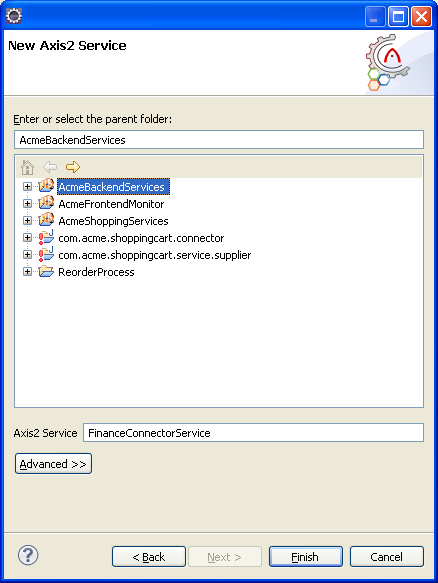 New Axis2 Service
Enter or select the parent folder:
AcmeBackendServices
AcmeBackendServices
AcmeFrontendMonitor
AcmeShoppingServices
com.acme.shoppingcart.connector
com.acme.shoppingcart.service.supplier
ReorderProcess
Axis2 Service FinanceConnectorService
Advanced >>
? < Back Next > Finish Cancel